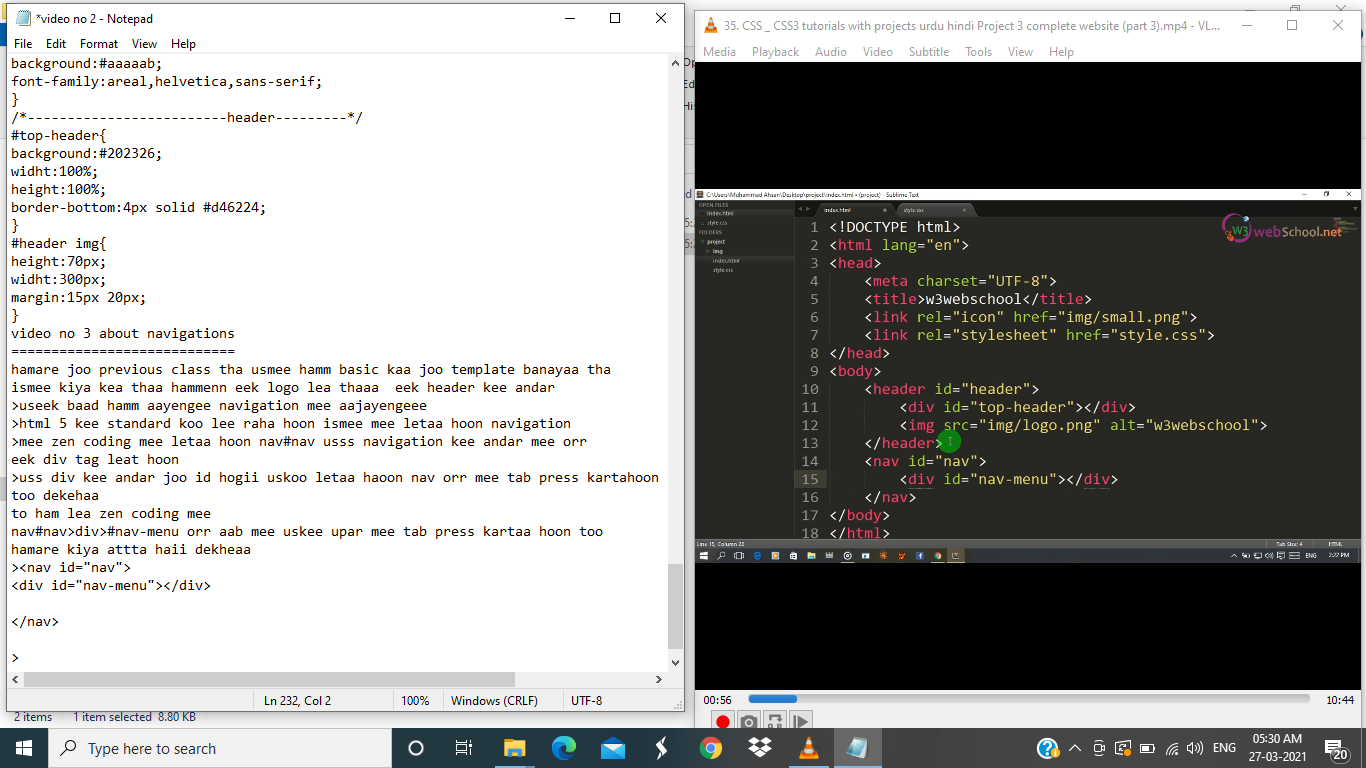 *video no 2 - Notepad
File Edit Format View Help
background:#aaaaab;
font-family:areal,helvetica,sans-serif;
}
/*-------------------------header---------*/
#top-header{
background:#202326;
widht:100%;
height:100%;
border-bottom:4px solid #d46224;
}
#header img{
height:70px;
widht:300px;
margin:15px 20px;
}
video no 3 about navigations
============================
hamare joo previous class tha usmee hamm basic kaa joo template banayaa tha
ismee kiya kea thaa hammenn eek logo lea thaaa  eek header kee andar
>useek baad hamm aayengee navigation mee aajayengeee
>html 5 kee standard koo lee raha hoon ismee mee letaa hoon navigation
>mee zen coding mee letaa hoon nav#nav usss navigation kee andar mee orr
eek div tag leat hoon
>uss div kee andar joo id hogii uskoo letaa haoon nav orr mee tab press kartahoon
too dekehaa
to ham lea zen coding mee
nav#nav>div>#nav-menu orr aab mee uskee upar mee tab press kartaa hoon too
hamare kiya attta haii dekheaa
><nav id="nav">
<div id="nav-menu"></div>
</nav>
>
Ln 232, Col 2 100% Windows (CRLF) UTF-8
2 items 1 item selected 8.80 KB
35. CSS _ CSS3 tutorials with projects urdu hindi Project 3 complete website (part 3).mp4 - VL...
Media Playback Audio Video Subtitle Tools View Help
C:\Users\Muhammad Ahsan\Desktop\project\index.html • (project) - Sublime Text
OPEN FILES
index.html
style.css
FOLDERS
project
img
index.html
style.css
index.html style.css
W3 webSchool.net
1 <!DOCTYPE html>
2 <html lang="en">
3 <head>
4 <meta charset="UTF-8">
5 <title>w3webschool</title>
6 <link rel="icon" href="img/small.png">
7 <link rel="stylesheet" href="style.css">
8 </head>
9 <body>
10 <header id="header">
11 <div id="top-header"></div>
12 <img src="img/logo.png" alt="w3webschool">
13 </header>
14 <nav id="nav">
15 <div id="nav-menu"></div>
16 </nav>
17 </body>
18 </html>
Line 15, Column 28 Tab Size: 4 HTML
ENG 2:22 PM
00:56 10:44
Type here to search
ENG 05:30 AM
27-03-2021
20